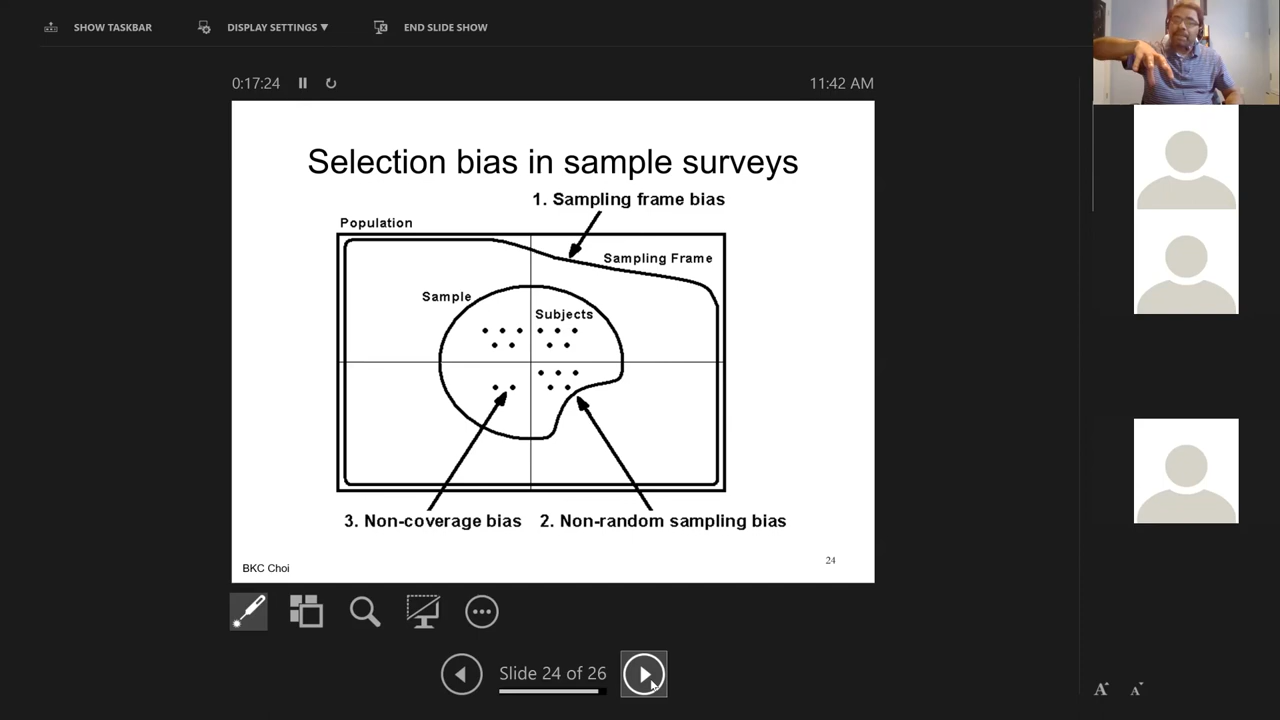 SHOW TASKBAR
DISPLAY SETTINGS ▼
END SLIDE SHOW
0:17:24
11:42 AM
Selection bias in sample surveys
1. Sampling frame bias
Population
Sampling Frame
Sample
Subjects
3. Non-coverage bias
2. Non-random sampling bias
BKC Choi
24
Slide 24 of 26
A A